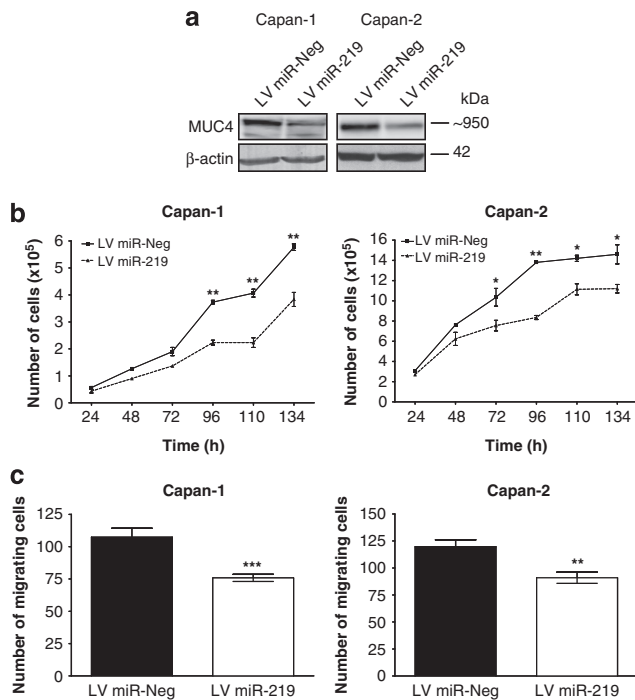 a
Capan-1 Capan-2
LV miR-Neg LV miR-219 LV miR-Neg LV miR-219
kDa
MUC4 ~950
β-actin 42
b
Capan-1
LV miR-Neg
LV miR-219
Number of cells (x10⁵)
6
5
4
3
2
1
0
** ** **
24 48 72 96 110 134
Time (h)
Capan-2
LV miR-Neg
LV miR-219
Number of cells (x10⁵)
16
14
12
10
8
6
4
2
0
* ** * *
24 48 72 96 110 134
Time (h)
c
Capan-1
Number of migrating cells
125
100
75
50
25
0
***
LV miR-Neg LV miR-219
Capan-2
Number of migrating cells
150
125
100
75
50
25
0
**
LV miR-Neg LV miR-219